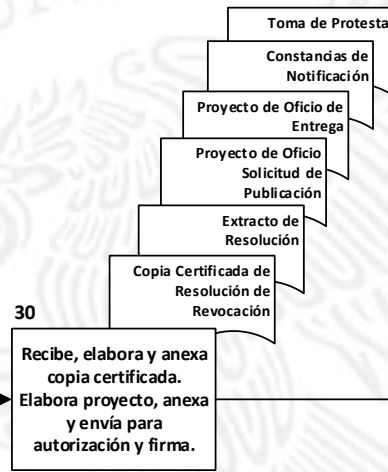 Toma de Protesta
Constancias de
Notificación
Proyecto de Oficio de
Entrega
Proyecto de Oficio
Solicitud de
Publicación
Extracto de
Resolución
Copia Certificada de
Resolución de
Revocación
30
Recibe, elabora y anexa
copia certificada.
Elabora proyecto, anexa
y envía para
autorización y firma.